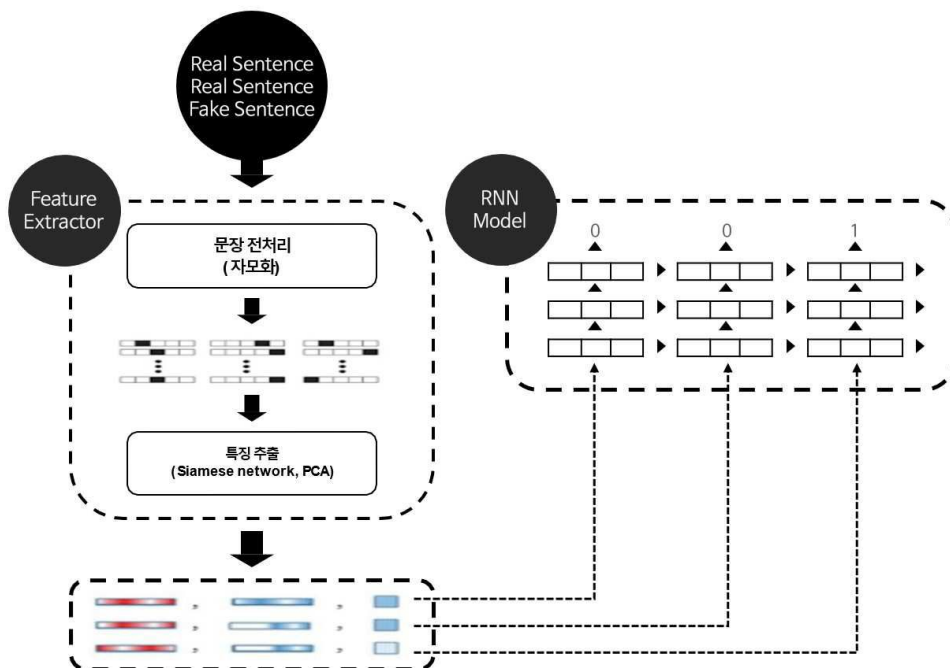 Real Sentence
Real Sentence
Fake Sentence
Feature
Extractor
문장 전처리
( 자모화)
특징 추출
(Siamese network, PCA)
RNN
Model
0
0
1
,
,
,
,
,
,